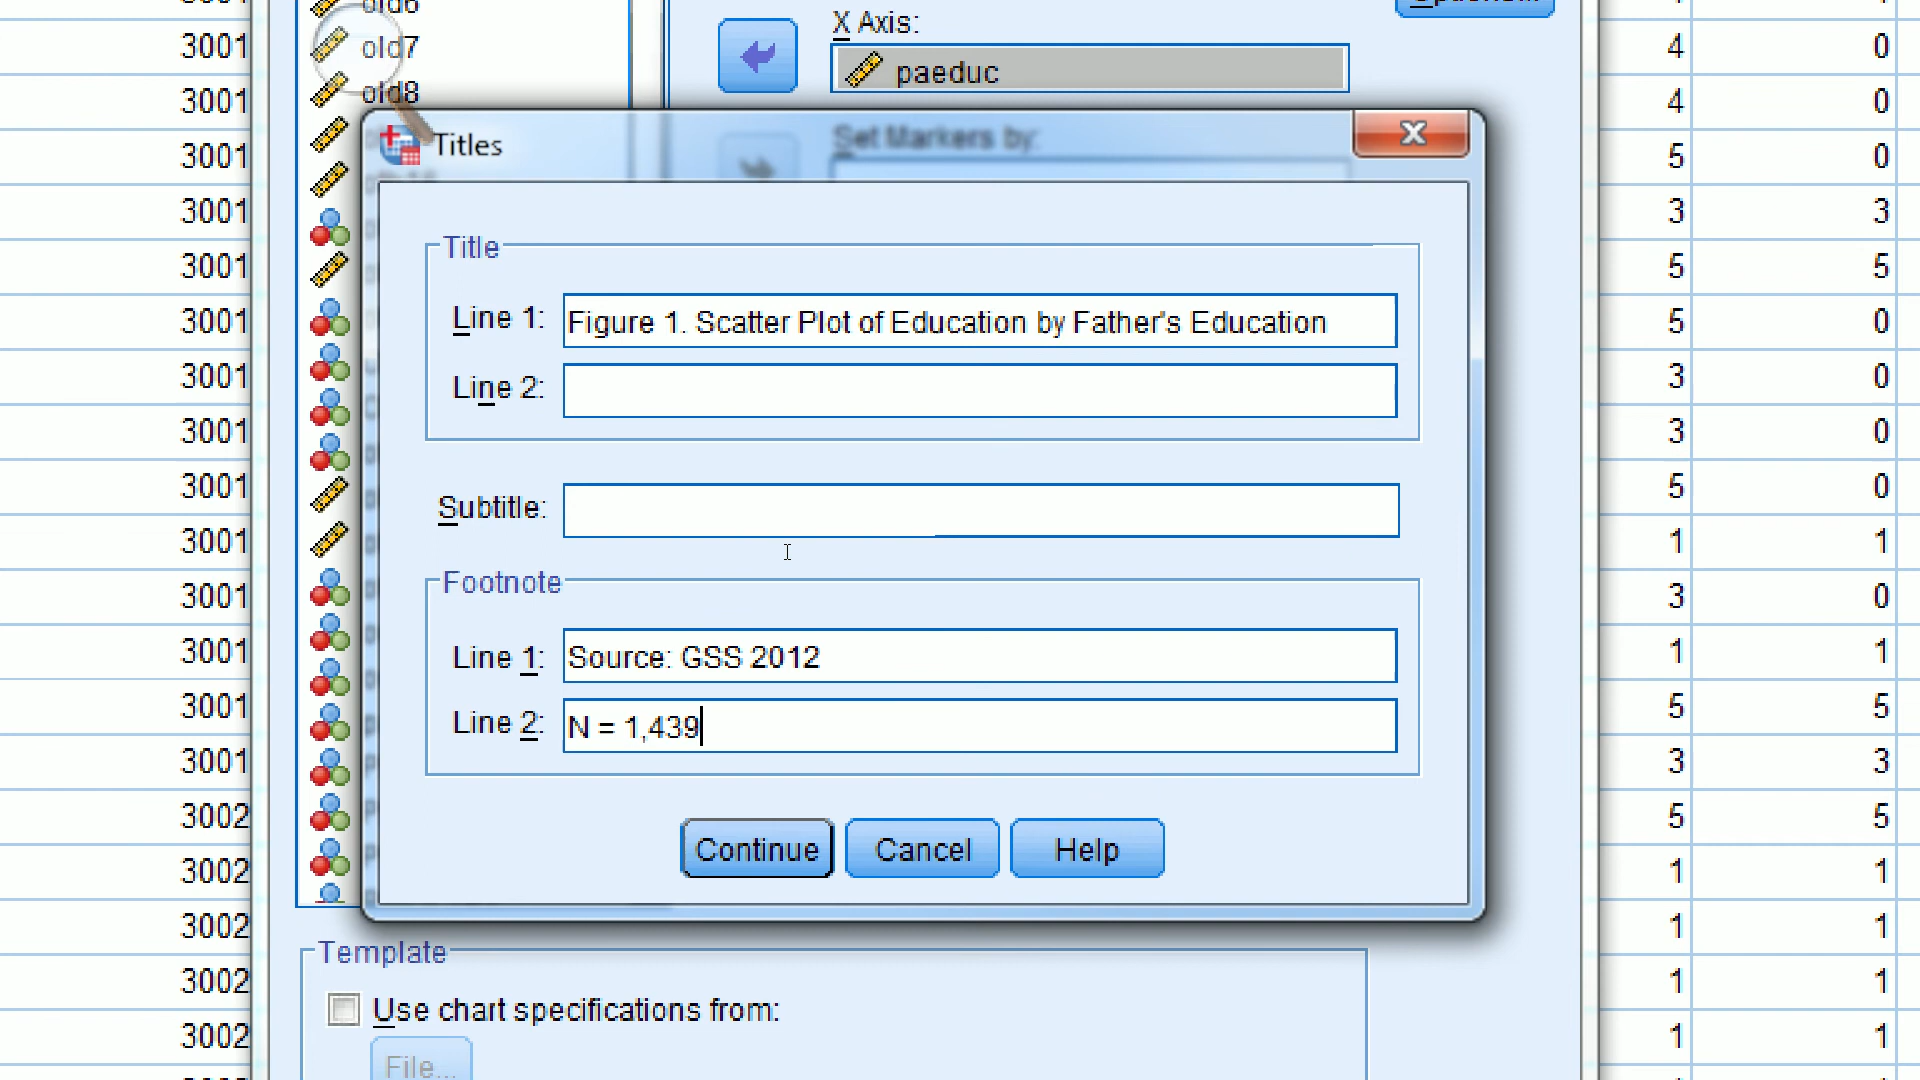 3001 old6 Options... 
X Axis:
3001 old7 4 0
paeduc
3001 old8 4 0
Titles
Set Markers by:
3001 5 0
3001 3 3
Title
3001 5 5
Line 1: Figure 1. Scatter Plot of Education by Father's Education
3001 5 0
Line 2:
3001 3 0
3001 3 0
Subtitle:
3001 5 0
3001 1 1
Footnote
3001 3 0
Line 1: Source: GSS 2012
3001 1 1
Line 2: N = 1,439
3001 5 5
3001 3 3
3002 5 5
Continue Cancel Help
3002 1 1
3002 1 1
Template
3002 1 1
Use chart specifications from:
3002 1 1
File...